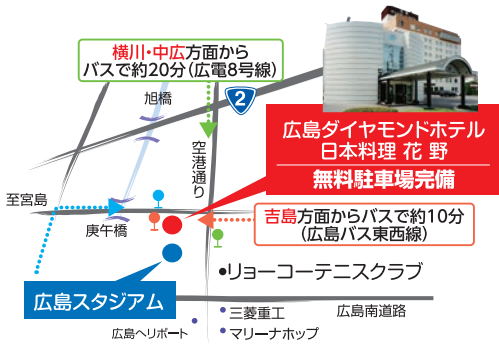 横川・中広方面から
バスで約20分(広電8号線)
旭橋
2
空港通り
広島ダイヤモンドホテル
日本料理 花 野
無料駐車場完備
至宮島
庚午橋
吉島方面からバスで約10分
(広島バス東西線)
広島スタジアム
リョーコーテニスクラブ
三菱重工
広島南道路
広島ヘリポート
マリーナホップ